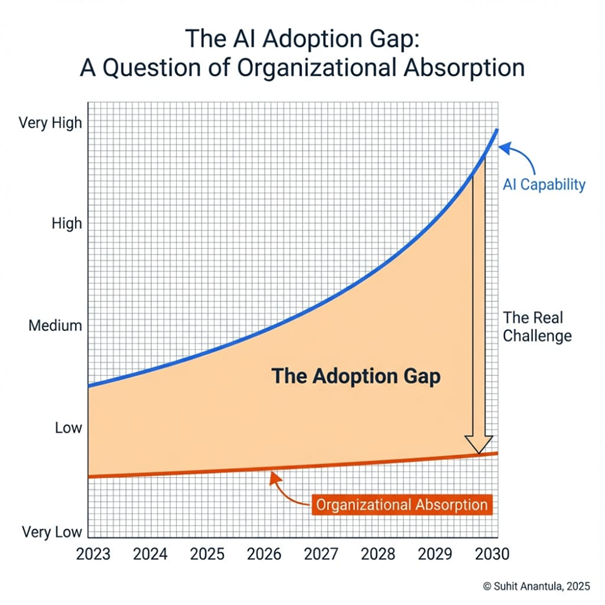 The AI Adoption Gap:
A Question of Organizational Absorption
Very High
High
Medium
Low
Very Low
AI Capability
The Real
Challenge
The Adoption Gap
Organizational Absorption
2023 2024 2025 2026 2027 2028 2029 2030
© Suhit Anantula, 2025